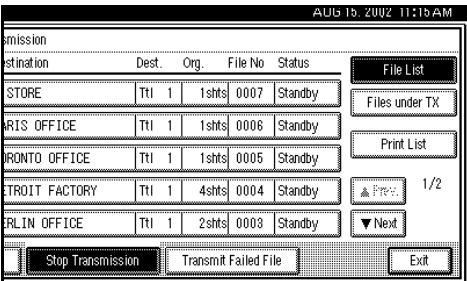 AUG 15. 2002 11:15AM
smission
estination Dest. Org. File No Status
File List
STORE Ttl 1 1shts 0007 Standby
Files under TX
ARIS OFFICE Ttl 1 1shts 0006 Standby
Print List
ORONTO OFFICE Ttl 1 1shts 0005 Standby
ETROIT FACTORY Ttl 1 4shts 0004 Standby
▲Prev. 1/2
ERLIN OFFICE Ttl 1 2shts 0003 Standby
▼Next
Stop Transmission Transmit Failed File Exit